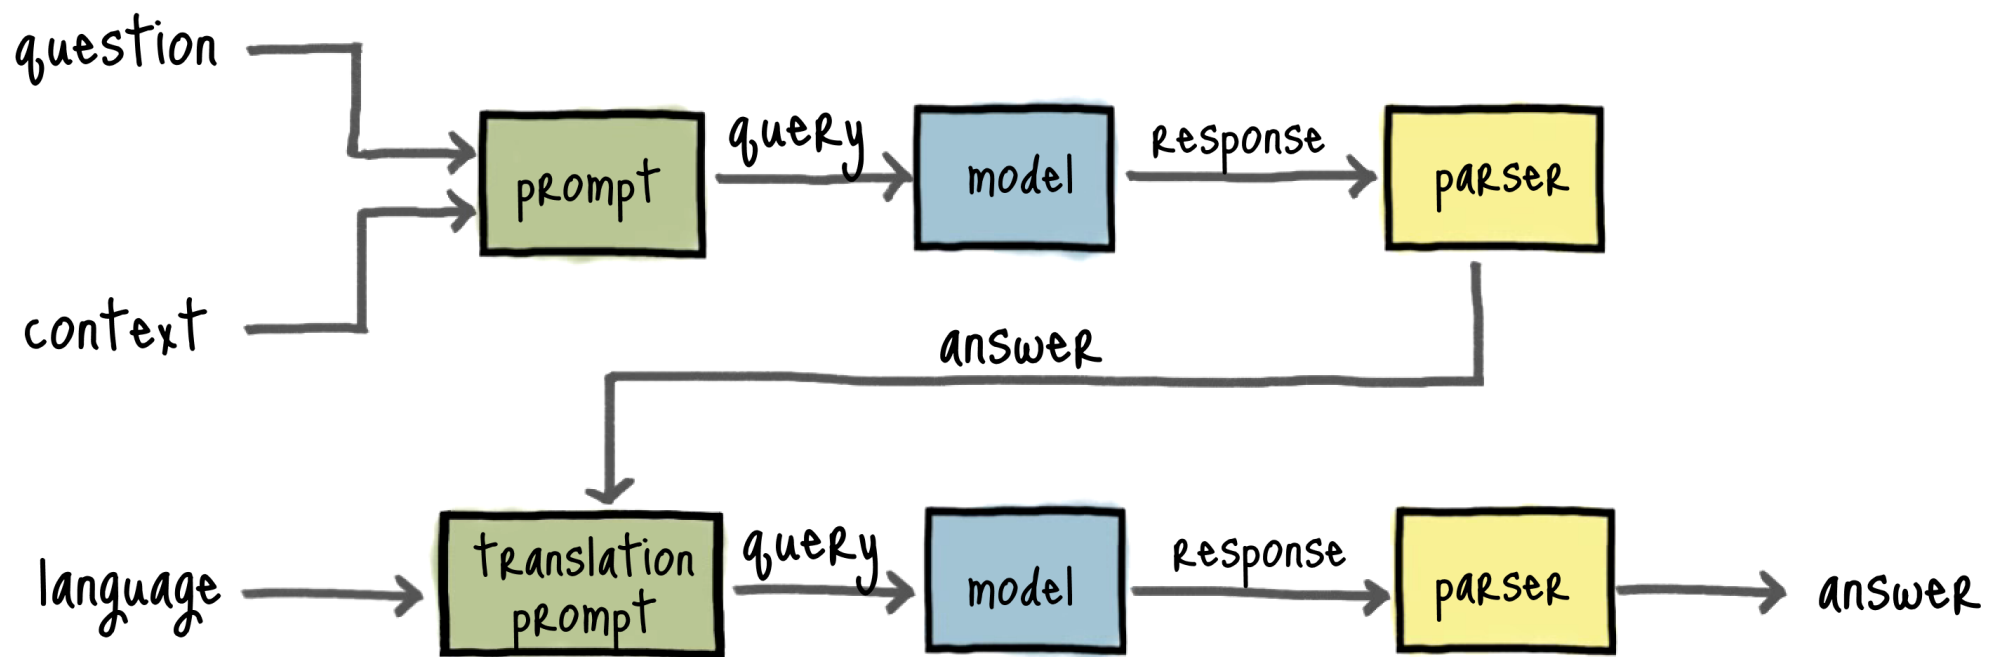 question
prompt
query
model
response
parser
context
answer
language
translation
prompt
query
model
response
parser
answer